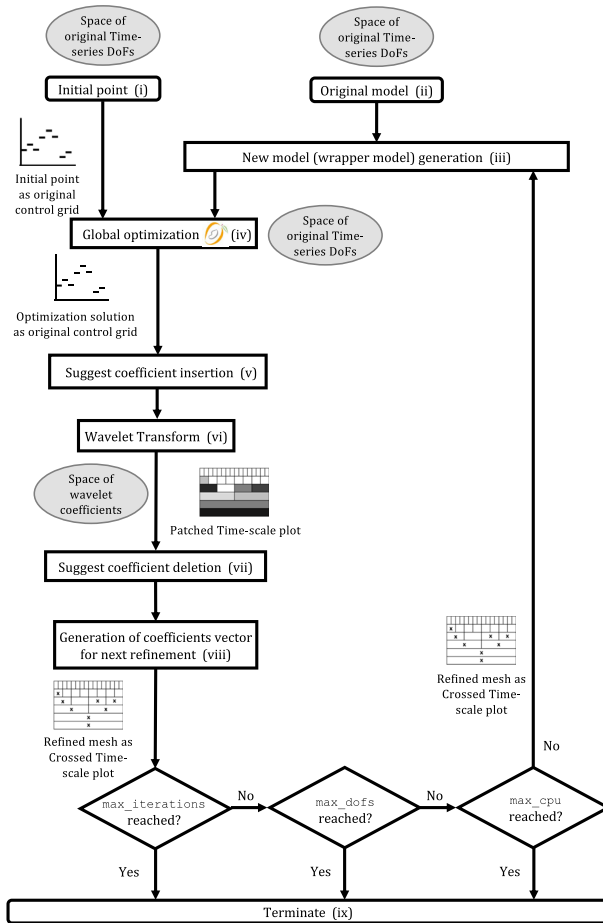 Space of
original Time-
series DoFs
Space of
original Time-
series DoFs
Initial point (i)
Original model (ii)
New model (wrapper model) generation (iii)
Initial point
as original
control grid
Global optimization (iv)
Space of
original Time-
series DoFs
Optimization solution
as original control grid
Suggest coefficient insertion (v)
Wavelet Transform (vi)
Space of
wavelet
coefficients
Patched Time-scale plot
Suggest coefficient deletion (vii)
Generation of coefficients vector
for next refinement (viii)
Refined mesh as
Crossed Time-
scale plot
Refined mesh as
Crossed Time-
scale plot
No
max_iterations
reached?
No
max_dofs
reached?
No
max_cpu
reached?
Yes
Yes
Yes
Terminate (ix)